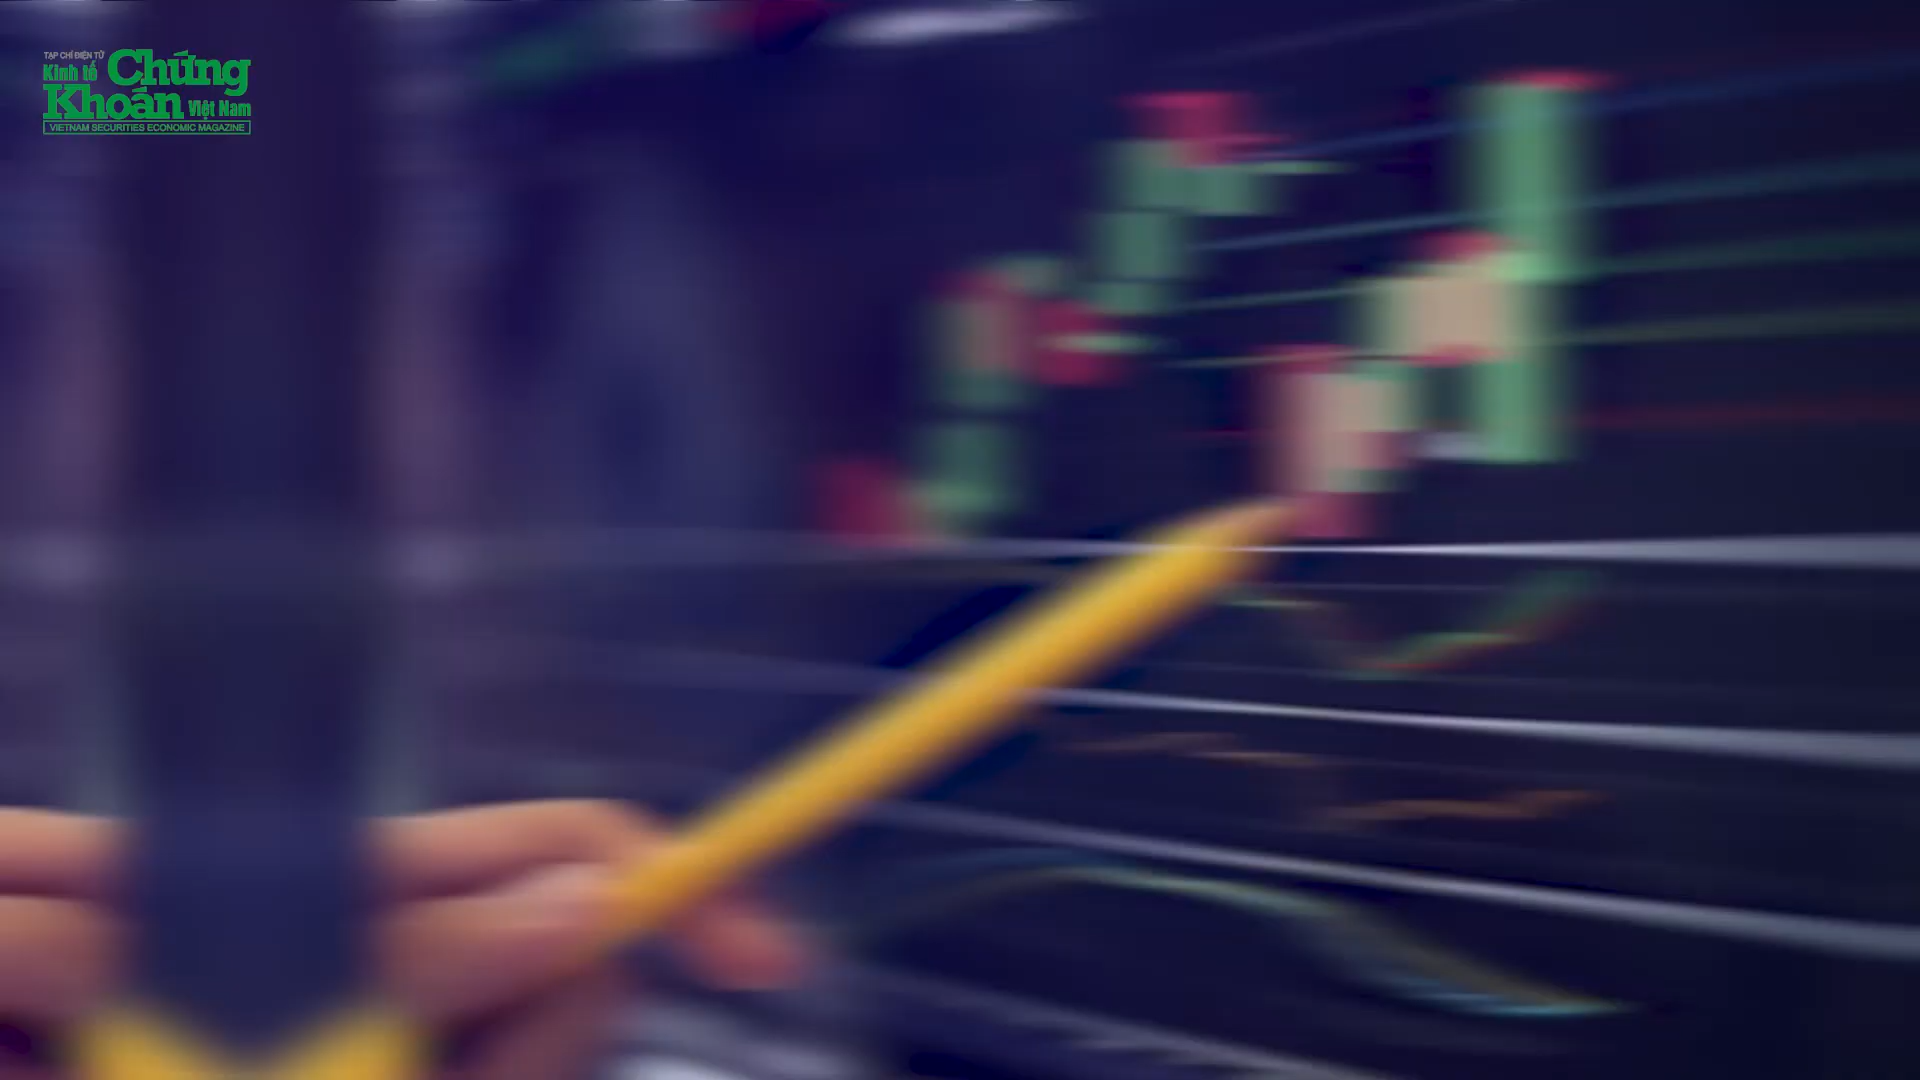 TẠP CHÍ ĐIỆN TỬ
Kinh tế Chứng
Khoán Việt Nam
VIETNAM SECURITIES ECONOMIC MAGAZINE